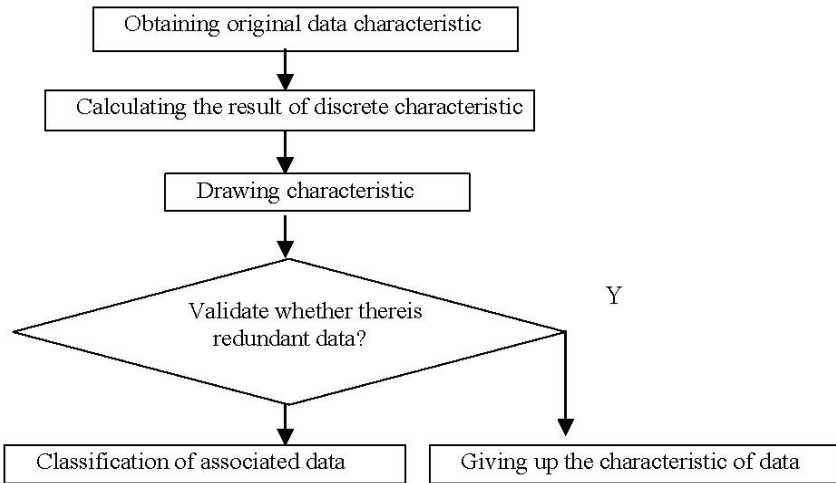 Obtaining original data characteristic
Calculating the result of discrete characteristic
Drawing characteristic
Validate whether thereis
redundant data?
Y
Classification of associated data
Giving up the characteristic of data